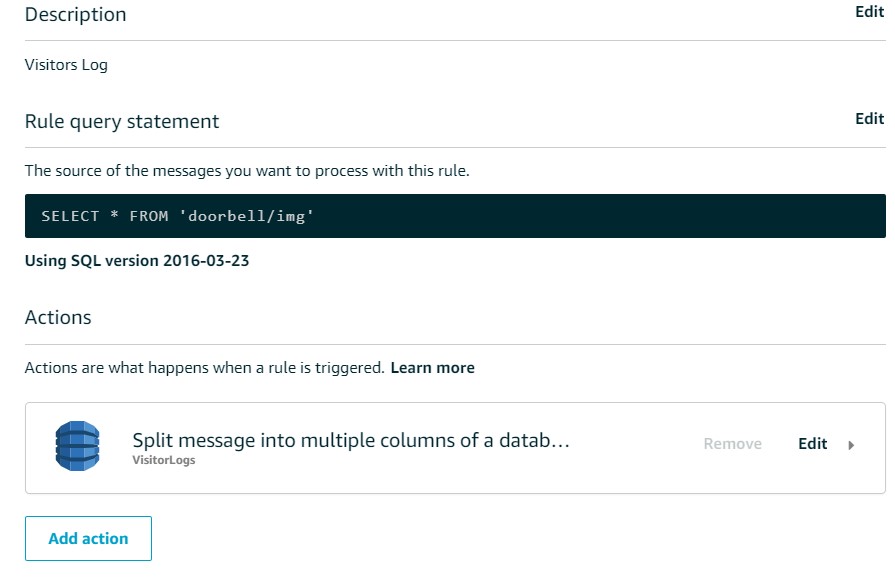 Description Edit
Visitors Log
Rule query statement Edit
The source of the messages you want to process with this rule.
SELECT * FROM 'doorbell/img'
Using SQL version 2016-03-23
Actions
Actions are what happens when a rule is triggered. Learn more
Split message into multiple columns of a datab... Remove Edit
VisitorLogs
Add action